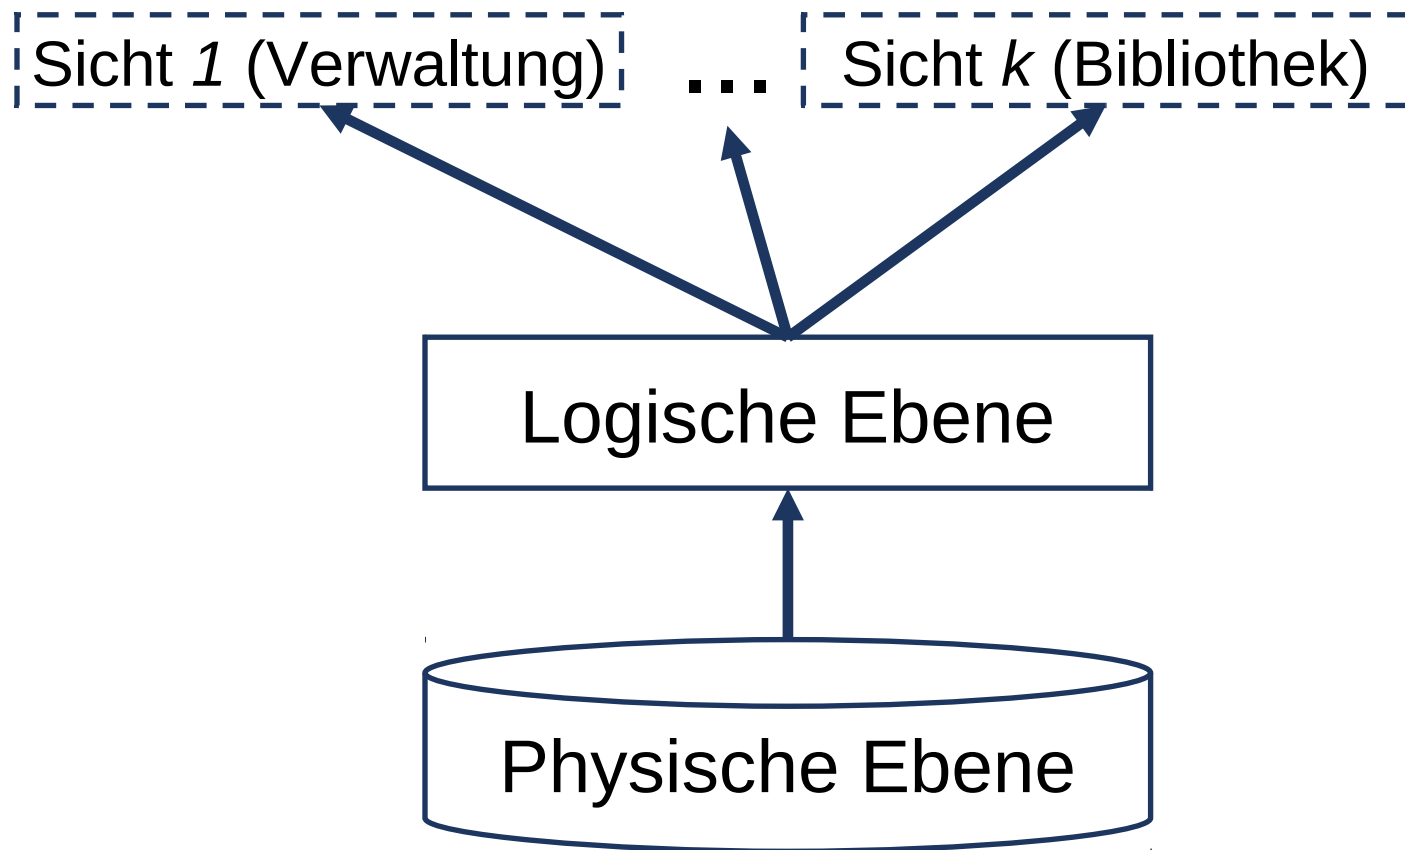 Sicht 1 (Verwaltung) ... Sicht k (Bibliothek)
Logische Ebene
Physische Ebene